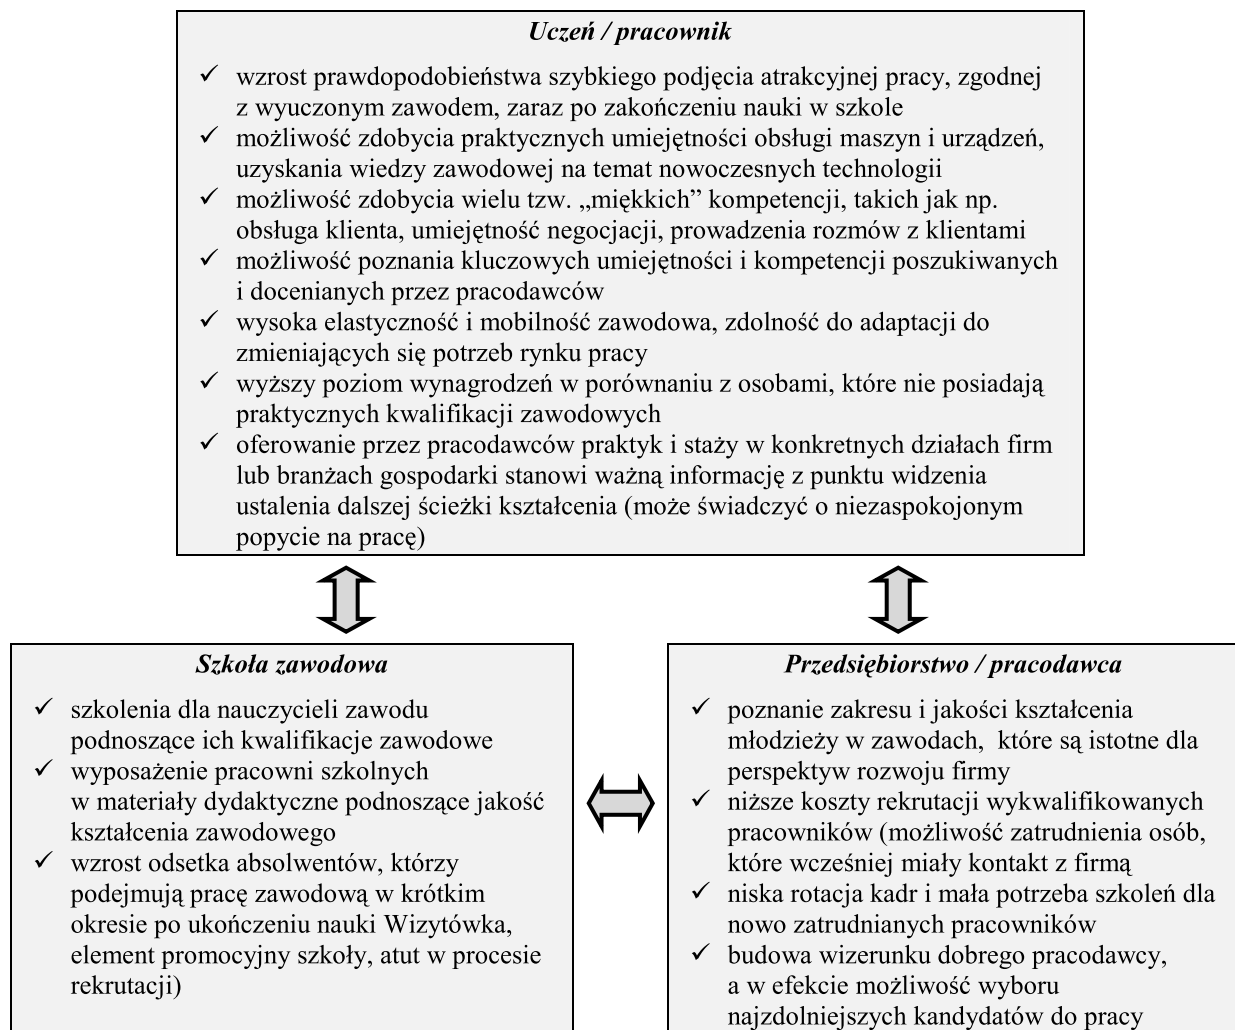 Uczeń / pracownik
✓ wzrost prawdopodobieństwa szybkiego podjęcia atrakcyjnej pracy, zgodnej
z wyuczonym zawodem, zaraz po zakończeniu nauki w szkole
✓ możliwość zdobycia praktycznych umiejętności obsługi maszyn i urządzeń,
uzyskania wiedzy zawodowej na temat nowoczesnych technologii
✓ możliwość zdobycia wielu tzw. „miękkich” kompetencji, takich jak np.
obsługa klienta, umiejętność negocjacji, prowadzenia rozmów z klientami
✓ możliwość poznania kluczowych umiejętności i kompetencji poszukiwanych
i docenianych przez pracodawców
✓ wysoka elastyczność i mobilność zawodowa, zdolność do adaptacji do
zmieniających się potrzeb rynku pracy
✓ wyższy poziom wynagrodzeń w porównaniu z osobami, które nie posiadają
praktycznych kwalifikacji zawodowych
✓ oferowanie przez pracodawców praktyk i staży w konkretnych działach firm
lub branżach gospodarki stanowi ważną informację z punktu widzenia
ustalenia dalszej ścieżki kształcenia (może świadczyć o niezaspokojonym
popycie na pracę)
Szkoła zawodowa
✓ szkolenia dla nauczycieli zawodu
podnoszące ich kwalifikacje zawodowe
✓ wyposażenie pracowni szkolnych
w materiały dydaktyczne podnoszące jakość
kształcenia zawodowego
✓ wzrost odsetka absolwentów, którzy
podejmują pracę zawodową w krótkim
okresie po ukończeniu nauki Wizytówka,
element promocyjny szkoły, atut w procesie
rekrutacji)
Przedsiębiorstwo / pracodawca
✓ poznanie zakresu i jakości kształcenia
młodzieży w zawodach, które są istotne dla
perspektyw rozwoju firmy
✓ niższe koszty rekrutacji wykwalifikowanych
pracowników (możliwość zatrudnienia osób,
które wcześniej miały kontakt z firmą
✓ niska rotacja kadr i mała potrzeba szkoleń dla
nowo zatrudnianych pracowników
✓ budowa wizerunku dobrego pracodawcy,
a w efekcie możliwość wyboru
najzdolniejszych kandydatów do pracy